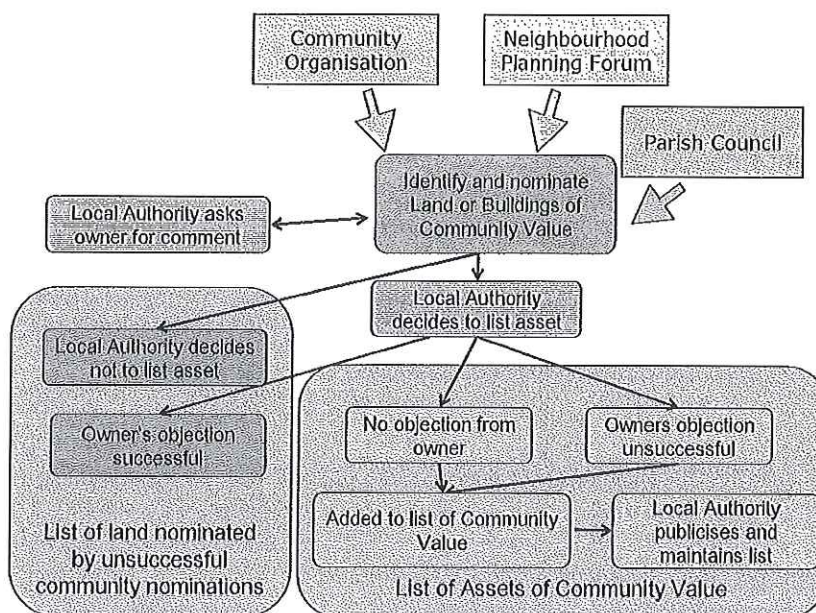 Community
Organisation
Neighbourhood
Planning Forum
Parish Council
Identify and nominate
Land or Buildings of
Community Value
Local Authority asks
owner for comment
Local Authority
decides to list asset
Local Authority decides
not to list asset
Owner's objection
successful
No objection from
owner
Owners objection
unsuccessful
Added to list of Community
Value
Local Authority
publicises and
maintains list
List of land nominated
by unsuccessful
community nominations
List of Assets of Community Value